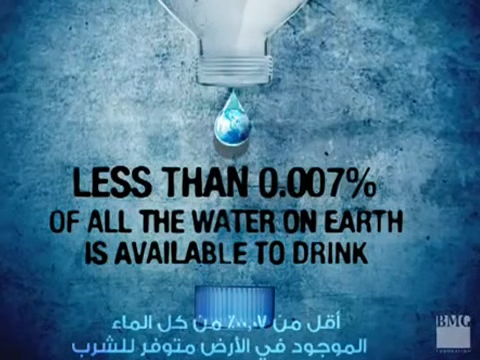 LESS THAN 0.007%
OF ALL THE WATER ON EARTH
IS AVAILABLE TO DRINK
أقل من ٠,٠٠٧٪ من كل الماء
الموجود في الأرض متوفر للشرب
BMG